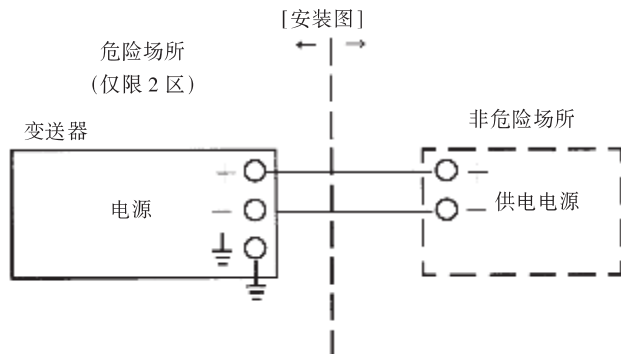 [安装图]
危险场所
(仅限 2 区)
非危险场所
变送器
+
+
电源
供电电源
−
−